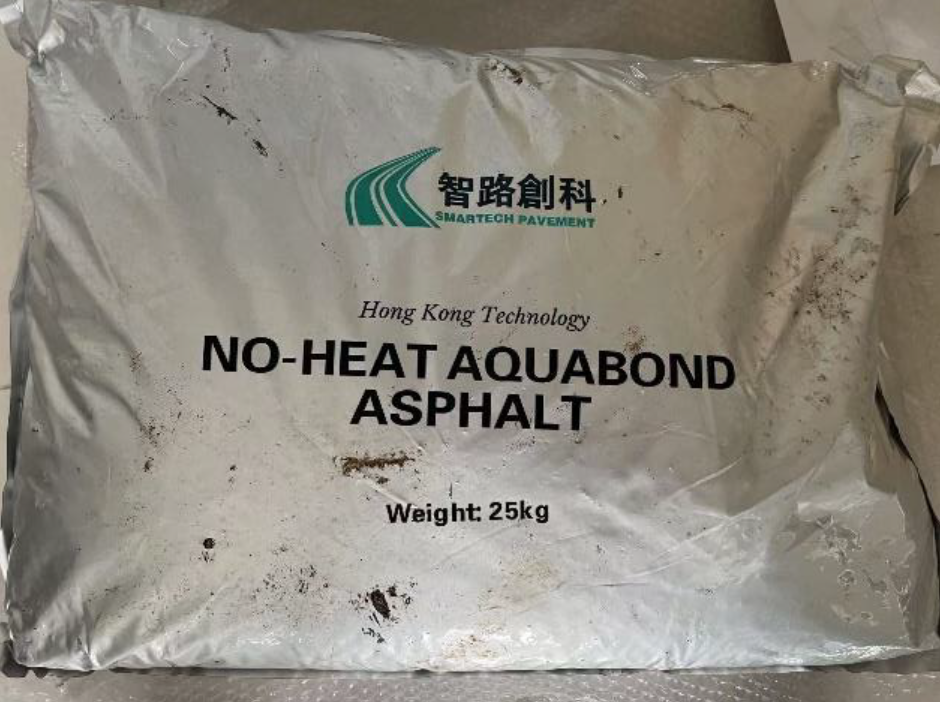 智路創科
SMARTECH PAVEMENT
Hong Kong Technology
NO-HEAT AQUABOND
ASPHALT
Weight: 25kg